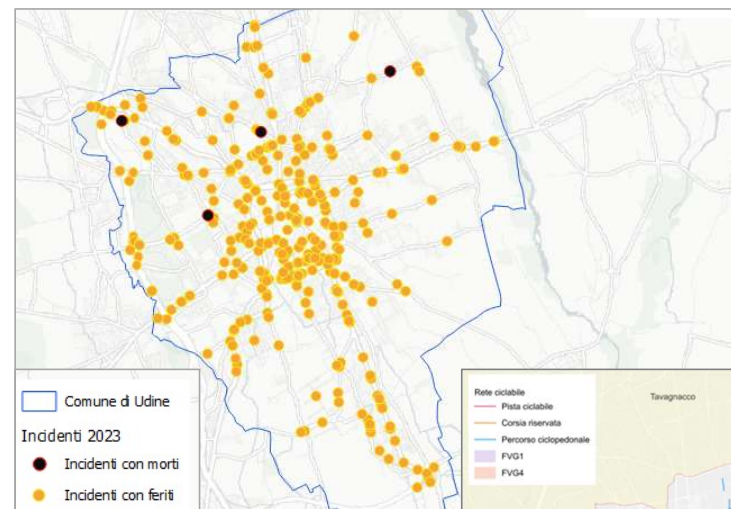 Comune di Udine
Incidenti 2023
Incidenti con morti
Incidenti con feriti
Rete ciclabile
Pista ciclabile
Corsia riservata
Percorso ciclopedonale
FVG1
FVG4
Tavagnacco